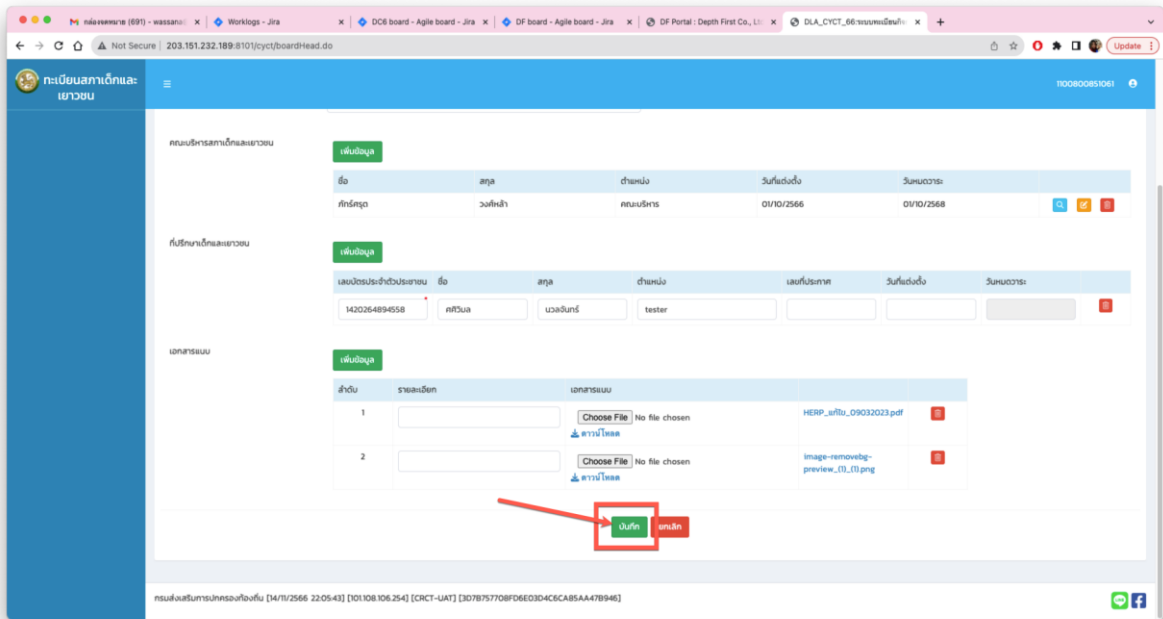 กล่องจดหมาย (691) - wassana
Worklogs - Jira
DC6 board - Agile board - Jira
DF board - Agile board - Jira
DF Portal : Depth First Co., Lt
DLA_CYCT_66:ระบบทะเบียนกิจ
Not Secure | 203.151.232.189:8101/cyct/boardHead.do
Update
ทะเบียนสภาเด็กและ
เยาวชน
1100800851061
คณะบริหารสภาเด็กและเยาวชน
เพิ่มข้อมูล
ชื่อ สกุล ตำแหน่ง วันที่แต่งตั้ง วันหมดวาระ
ภัทร์ศรุต วงศ์หล้า คณะบริหาร 01/10/2566 01/10/2568
ที่ปรึกษาเด็กและเยาวชน
เพิ่มข้อมูล
เลขบัตรประจำตัวประชาชน ชื่อ สกุล ตำแหน่ง เลขที่ประกาศ วันที่แต่งตั้ง วันหมดวาระ
1420264894558 ศศิวิมล นวลจันทร์ tester
เอกสารแนบ
เพิ่มข้อมูล
ลำดับ รายละเอียด เอกสารแนบ
1 Choose File No file chosen HERP_แก้ไข_09032023.pdf
ดาวน์โหลด
2 Choose File No file chosen image-removebg-
preview_(1)_(1).png
ดาวน์โหลด
บันทึก ยกเลิก
กรมส่งเสริมการปกครองท้องถิ่น [14/11/2566 22:05:43] [101.108.106.254] [CRCT-UAT] [3D7B757708FD6E03D4C6CA85AA47B946]